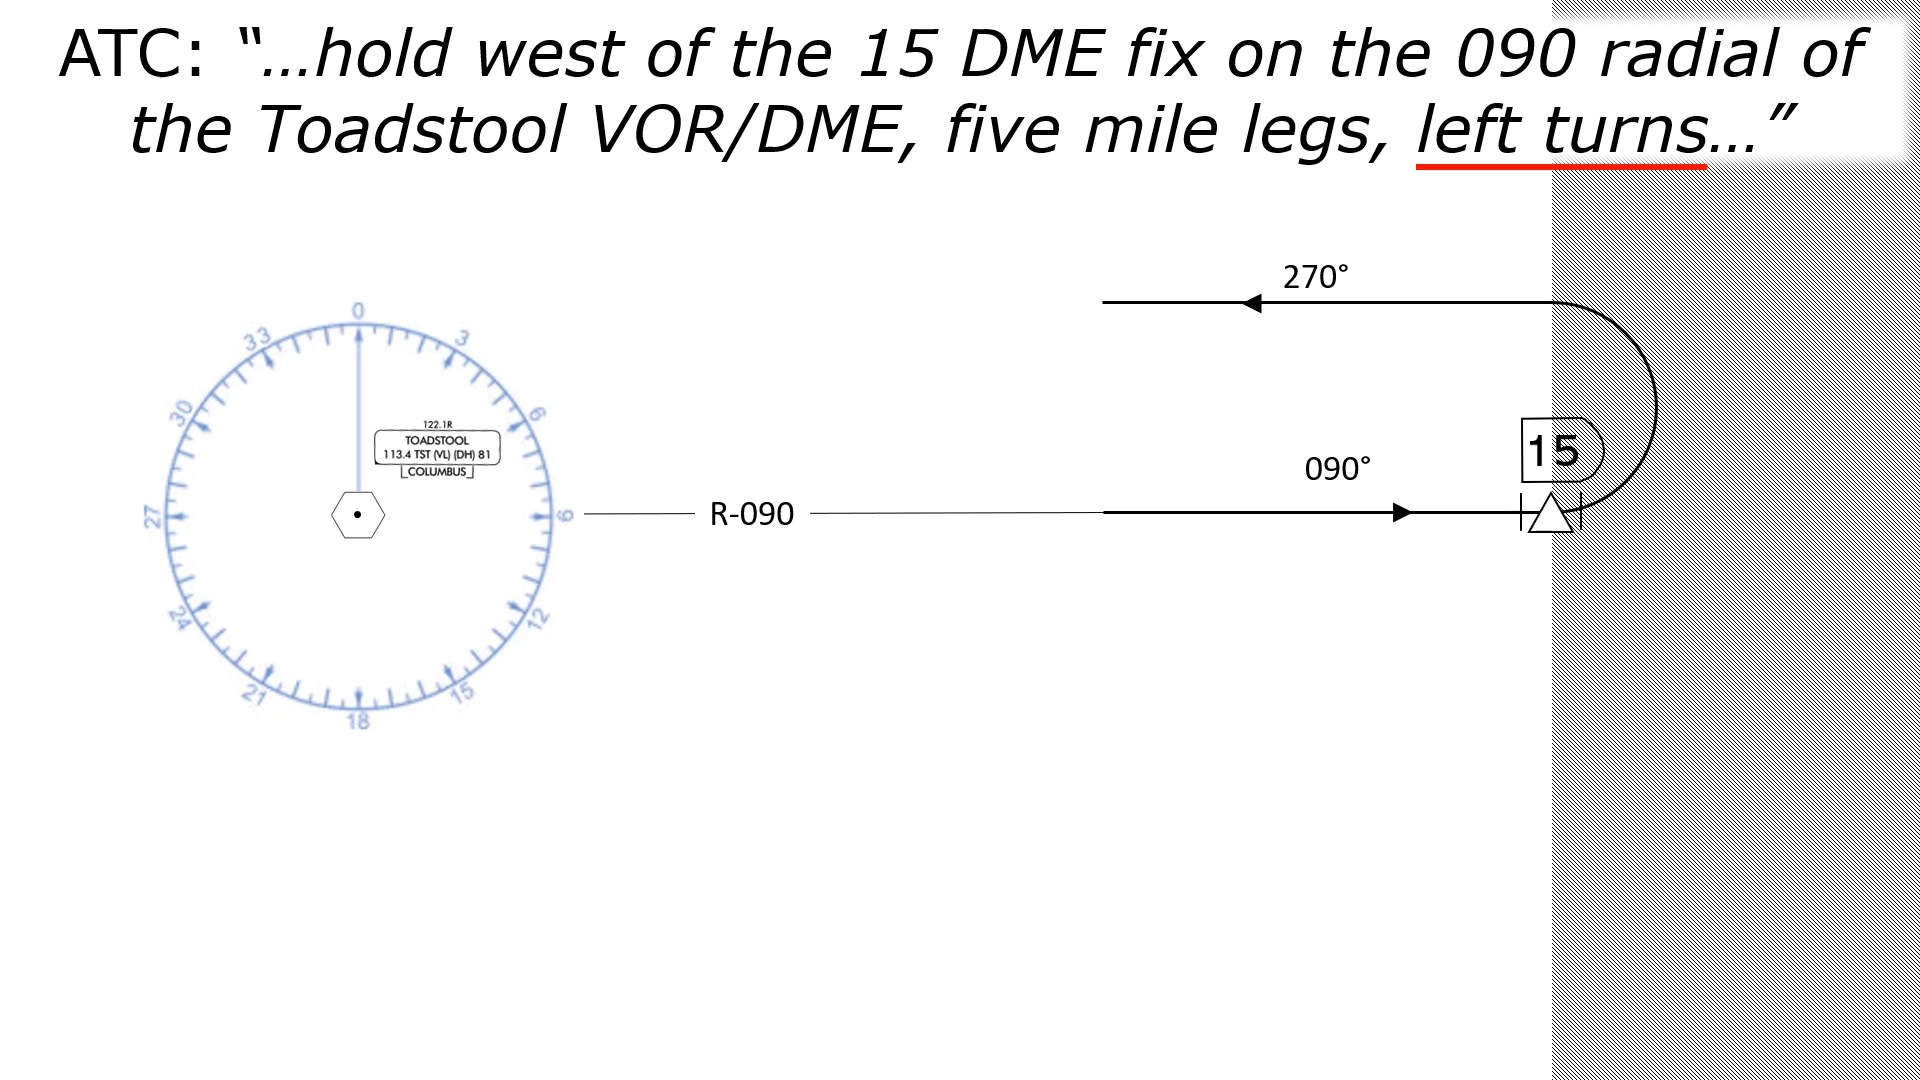 ATC: “…hold west of the 15 DME fix on the 090 radial of
the Toadstool VOR/DME, five mile legs, left turns…”
270°
0
33
3
30
6
122.1R
TOADSTOOL
113.4 TST (VL) (DH) 81
COLUMBUS
15
090°
27
9
R-090
24
12
21
15
18